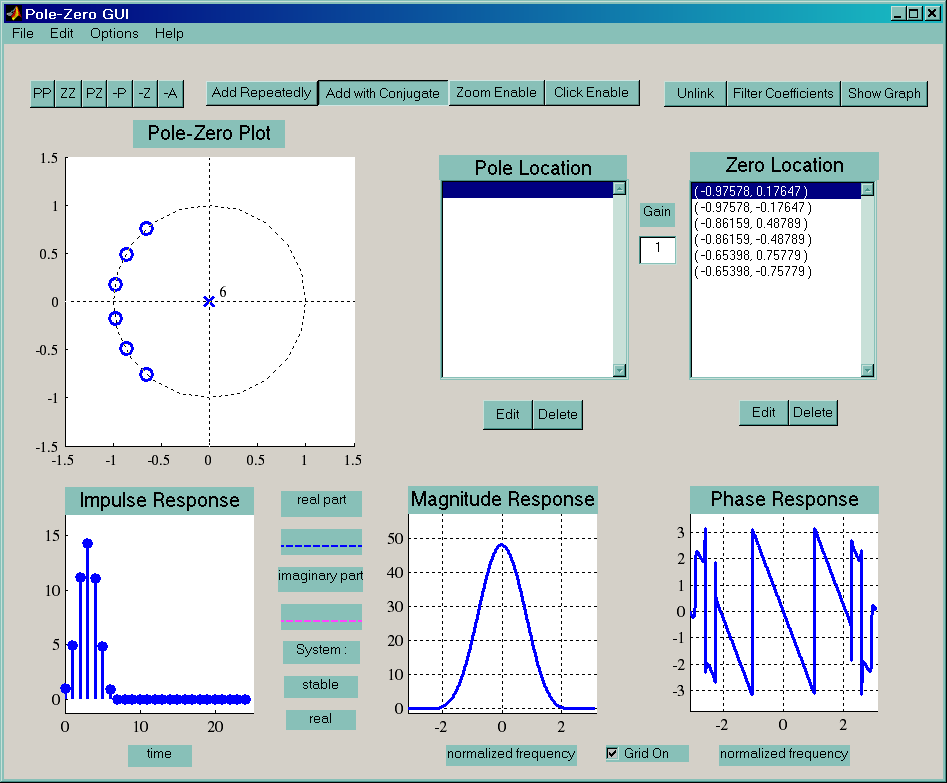 Pole-Zero GUI
File Edit Options Help
PP ZZ PZ -P -Z -A Add Repeatedly Add with Conjugate Zoom Enable Click Enable Unlink Filter Coefficients Show Graph
Pole-Zero Plot
1.5
1
0.5
0
-0.5
-1
-1.5
6
-1.5 -1 -0.5 0 0.5 1 1.5
Pole Location
Gain
1
Zero Location
( -0.97578, 0.17647 )
( -0.97578, -0.17647 )
( -0.86159, 0.48789 )
( -0.86159, -0.48789 )
( -0.65398, 0.75779 )
( -0.65398, -0.75779 )
Edit Delete
Edit Delete
Impulse Response
15
10
5
0
0 10 20
time
real part
imaginary part
System :
stable
real
Magnitude Response
50
40
30
20
10
0
-2 0 2
normalized frequency
Grid On
Phase Response
3
2
1
0
-1
-2
-3
-2 0 2
normalized frequency